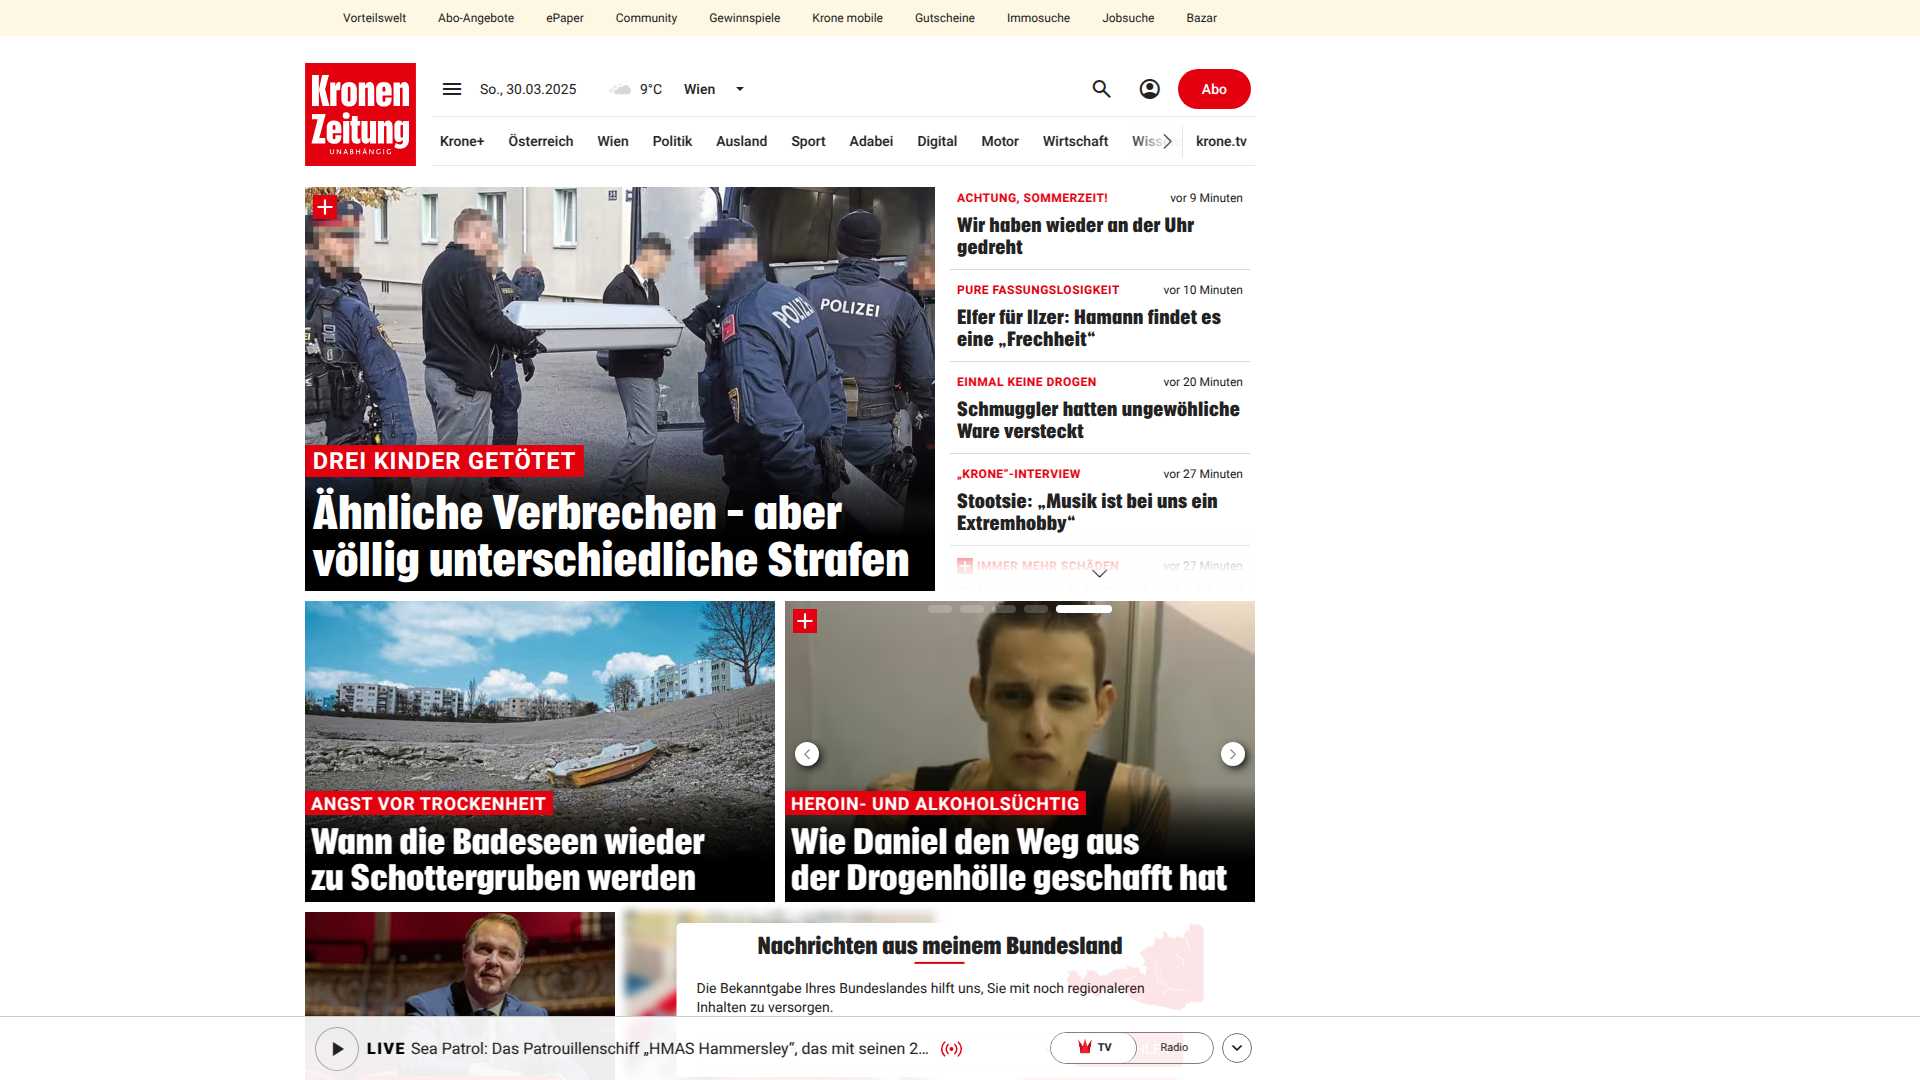 Vorteilswelt Abo-Angebote ePaper Community Gewinnspiele Krone mobile Gutscheine Immosuche Jobsuche Bazar
Kronen
Zeitung
UNABHÄNGIG
So., 30.03.2025 9°C Wien
Abo
Krone+ Österreich Wien Politik Ausland Sport Adabei Digital Motor Wirtschaft Wiss krone.tv
POLIZEI
POLIZEI
DREI KINDER GETÖTET
Ähnliche Verbrechen – aber
völlig unterschiedliche Strafen
ACHTUNG, SOMMERZEIT! vor 9 Minuten
Wir haben wieder an der Uhr
gedreht
PURE FASSUNGSLOSIGKEIT vor 10 Minuten
Elfer für Ilzer: Hamann findet es
eine „Frechheit“
EINMAL KEINE DROGEN vor 20 Minuten
Schmuggler hatten ungewöhliche
Ware versteckt
„KRONE“-INTERVIEW vor 27 Minuten
Stootsie: „Musik ist bei uns ein
Extremhobby“
IMMER MEHR SCHÄDEN vor 27 Minuten
ANGST VOR TROCKENHEIT
Wann die Badeseen wieder
zu Schottergruben werden
HEROIN- UND ALKOHOLSÜCHTIG
Wie Daniel den Weg aus
der Drogenhölle geschafft hat
Nachrichten aus meinem Bundesland
Die Bekanntgabe Ihres Bundeslandes hilft uns, Sie mit noch regionaleren
Inhalten zu versorgen.
LIVE Sea Patrol: Das Patrouillenschiff „HMAS Hammersley“, das mit seinen 2...
TV Radio